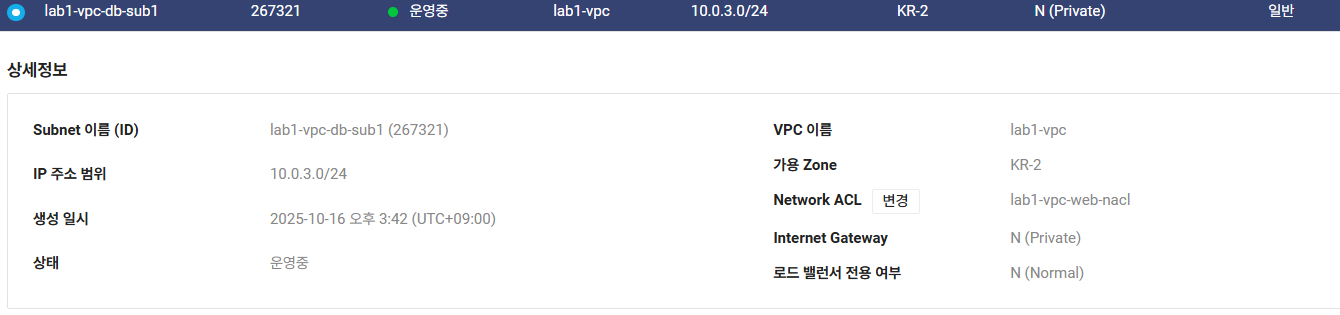 lab1-vpc-db-sub1 267321 운영중 lab1-vpc 10.0.3.0/24 KR-2 N (Private) 일반
상세정보
Subnet 이름 (ID) lab1-vpc-db-sub1 (267321)
IP 주소 범위 10.0.3.0/24
생성 일시 2025-10-16 오후 3:42 (UTC+09:00)
상태 운영중
VPC 이름 lab1-vpc
가용 Zone KR-2
Network ACL 변경 lab1-vpc-web-nacl
Internet Gateway N (Private)
로드 밸런서 전용 여부 N (Normal)